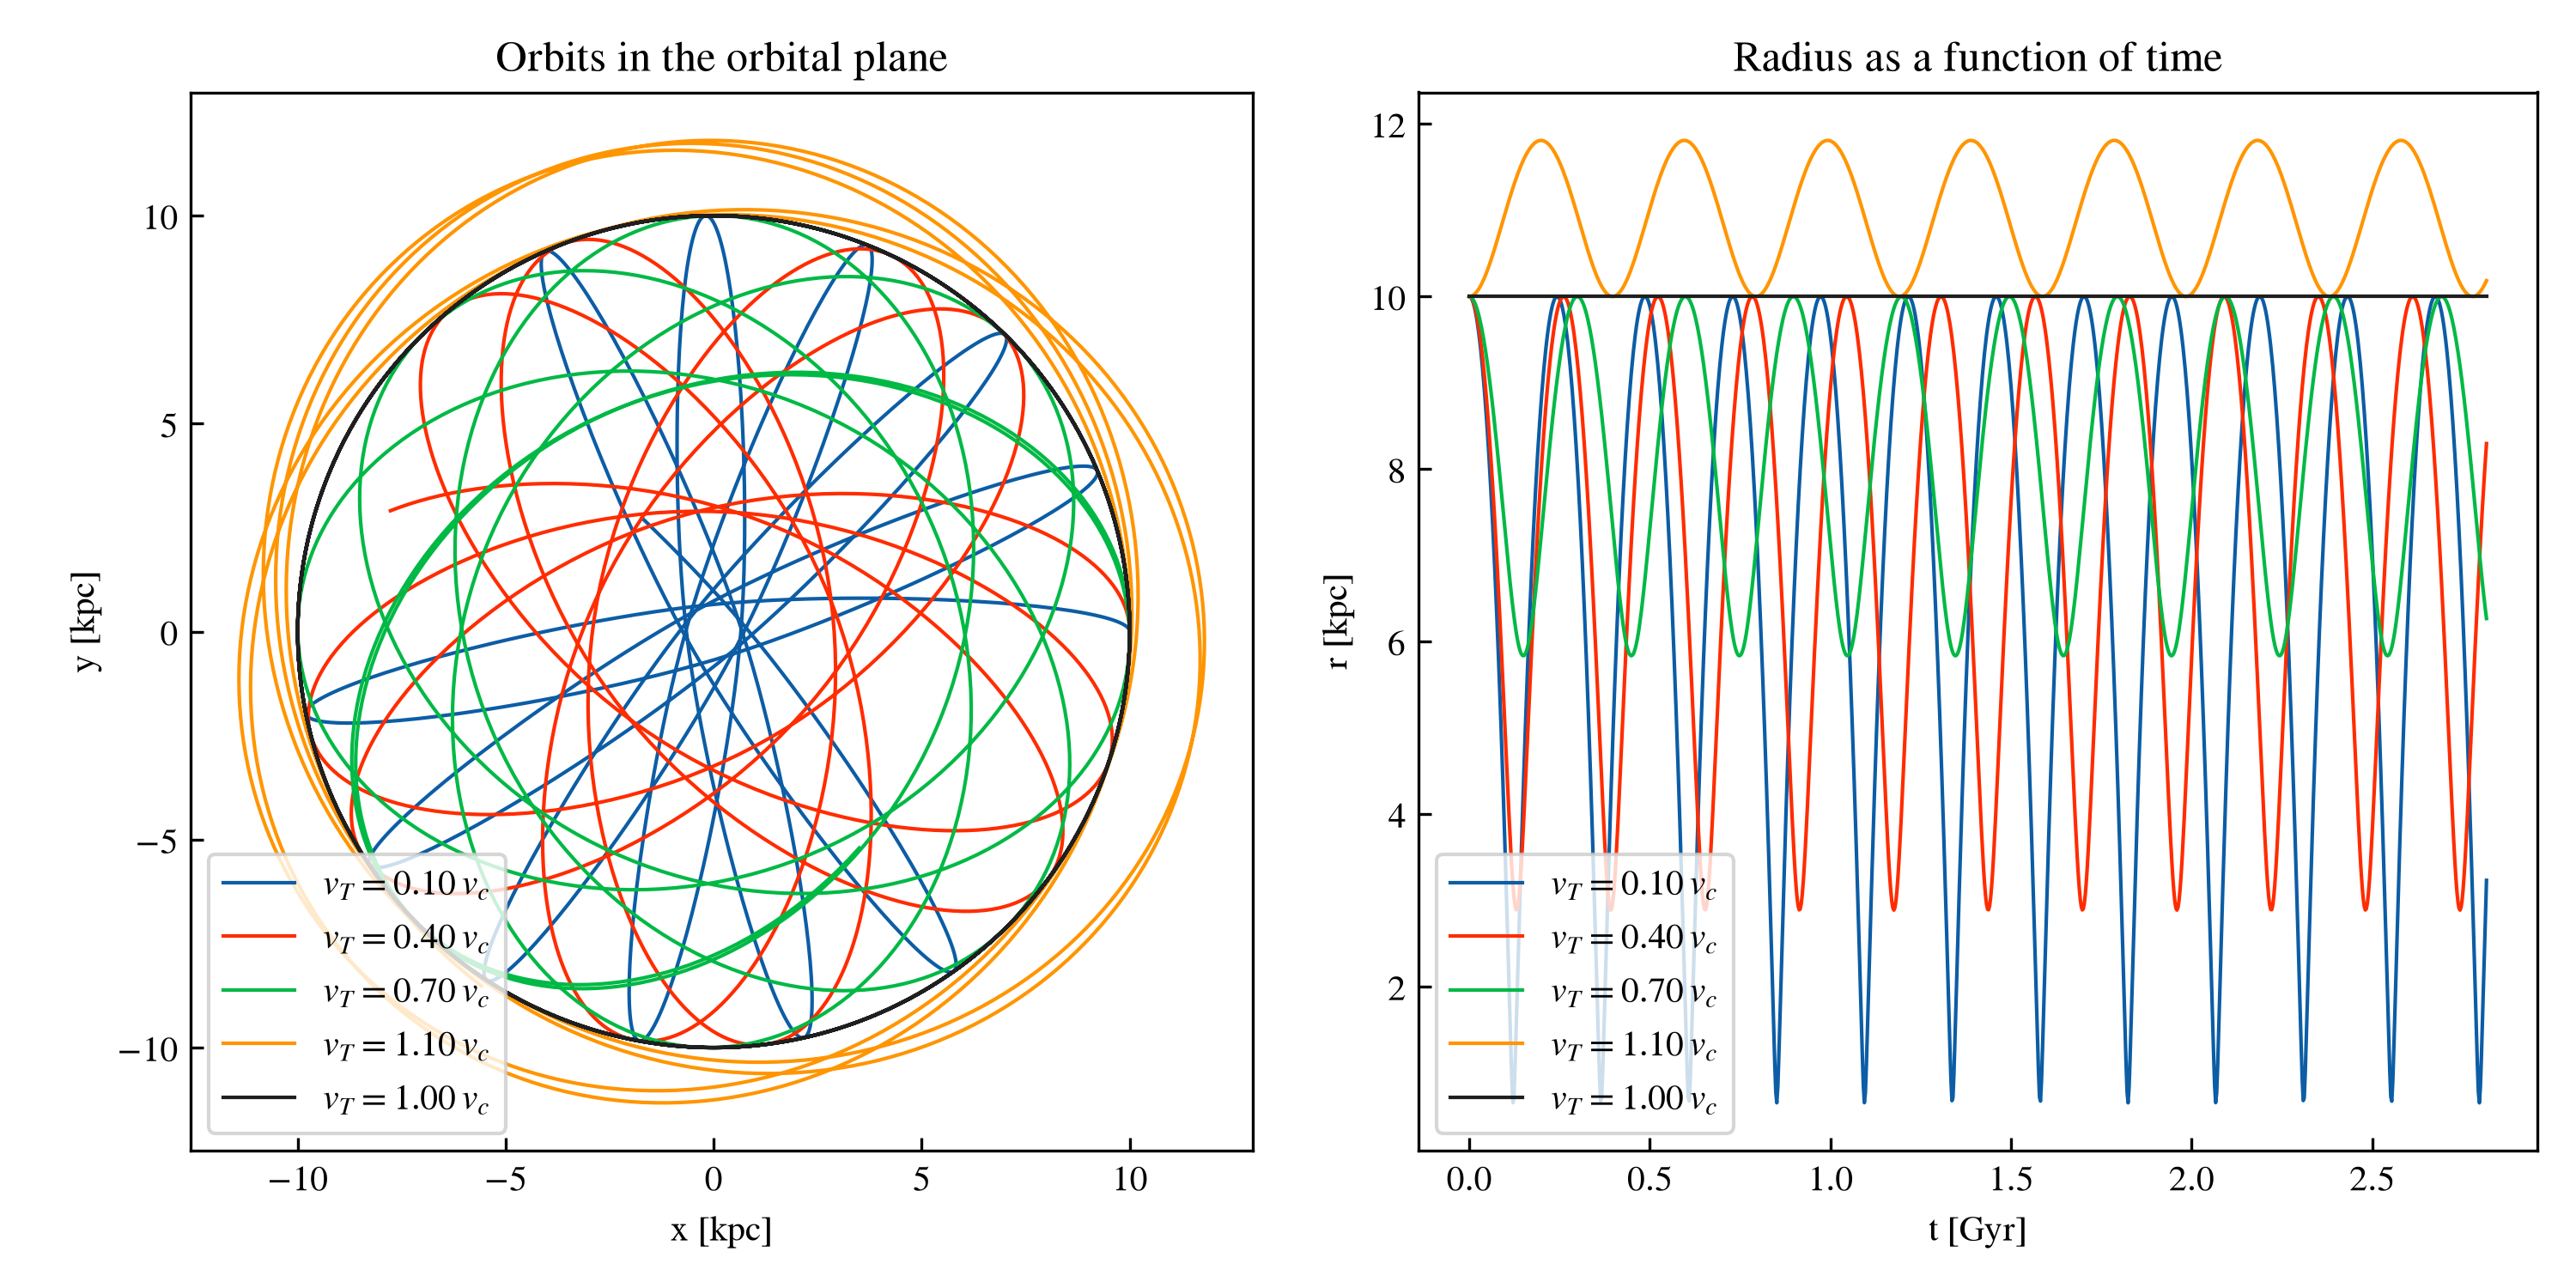 Orbits in the orbital plane
y [kpc]
10
5
0
−5
−10
v_T = 0.10 v_c
v_T = 0.40 v_c
v_T = 0.70 v_c
v_T = 1.10 v_c
v_T = 1.00 v_c
−10 −5 0 5 10
x [kpc]
Radius as a function of time
r [kpc]
12
10
8
6
4
2
v_T = 0.10 v_c
v_T = 0.40 v_c
v_T = 0.70 v_c
v_T = 1.10 v_c
v_T = 1.00 v_c
0.0 0.5 1.0 1.5 2.0 2.5
t [Gyr]